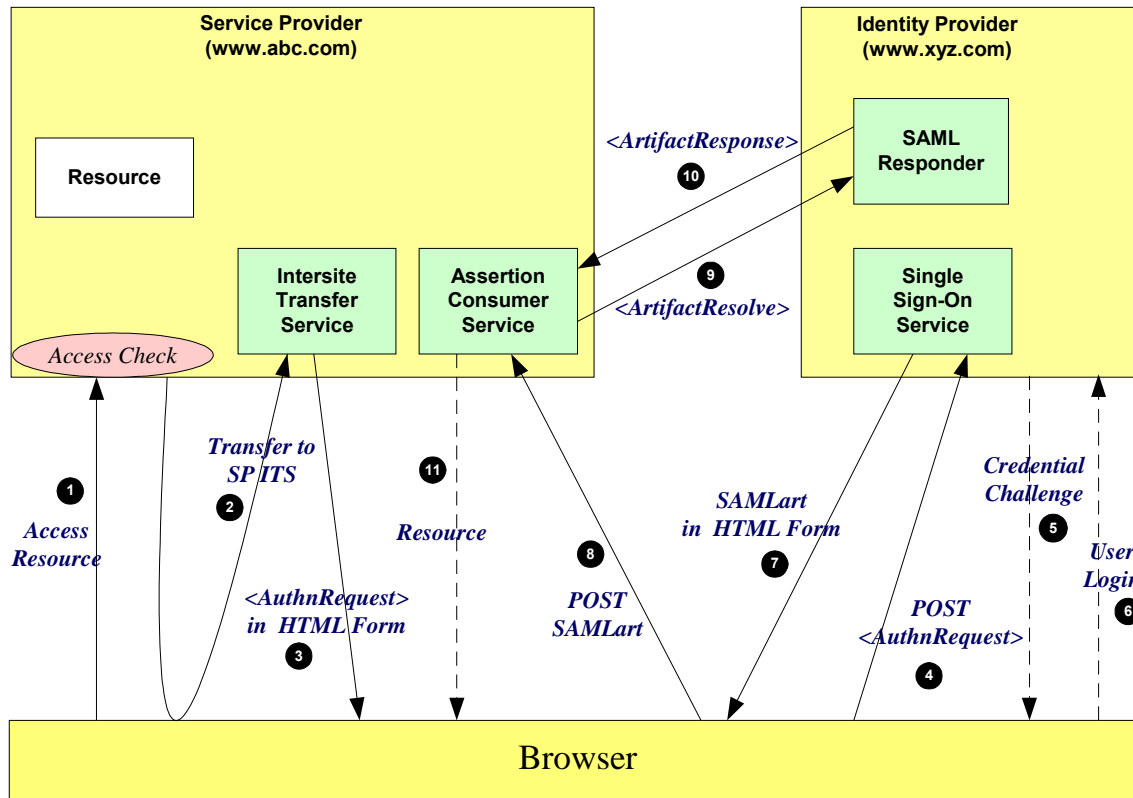 Service Provider
(www.abc.com)
Identity Provider
(www.xyz.com)
Resource
<ArtifactResponse>
10
SAML
Responder
Intersite
Transfer
Service
Assertion
Consumer
Service
9
<ArtifactResolve>
Single
Sign-On
Service
Access Check
1
Access
Resource
Transfer to
SP ITS
2
<AuthnRequest>
in HTML Form
3
11
Resource
8
POST
SAMLart
SAMLart
in HTML Form
7
POST
<AuthnRequest>
4
Credential
Challenge
5
User
Login
6
Browser